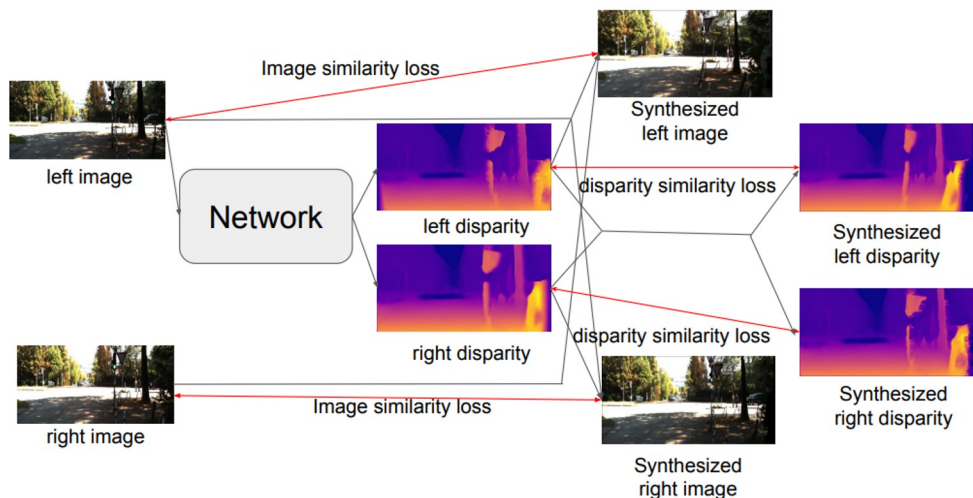 Image similarity loss
Synthesized
left image
left image
disparity similarity loss
Network
left disparity
Synthesized
left disparity
disparity similarity loss
right disparity
Synthesized
right disparity
Image similarity loss
right image
Synthesized
right image